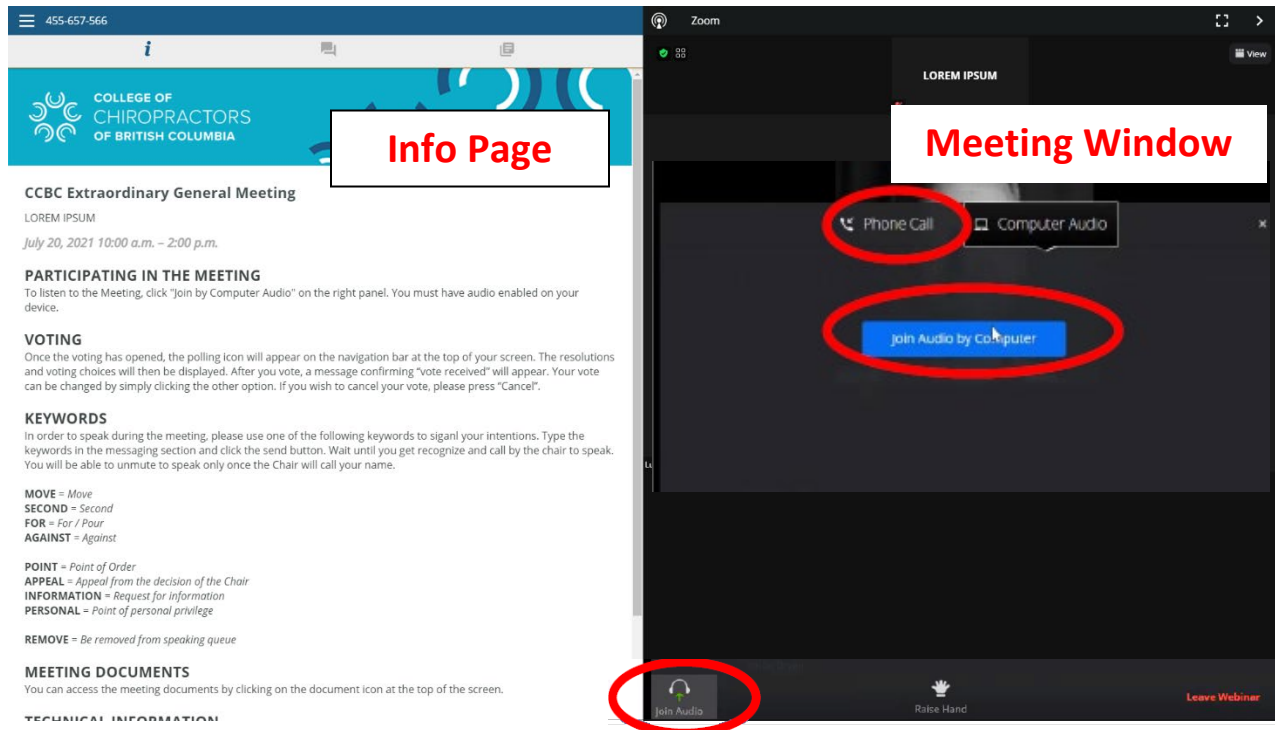 455-657-566
i
COLLEGE OF
CHIROPRACTORS
OF BRITISH COLUMBIA
Info Page
CCBC Extraordinary General Meeting
LOREM IPSUM
July 20, 2021 10:00 a.m. – 2:00 p.m.
PARTICIPATING IN THE MEETING
To listen to the Meeting, click "Join by Computer Audio" on the right panel. You must have audio enabled on your
device.
VOTING
Once the voting has opened, the polling icon will appear on the navigation bar at the top of your screen. The resolutions
and voting choices will then be displayed. After you vote, a message confirming “vote received” will appear. Your vote
can be changed by simply clicking the other option. If you wish to cancel your vote, please press “Cancel”.
KEYWORDS
In order to speak during the meeting, please use one of the following keywords to siganl your intentions. Type the
keywords in the messaging section and click the send button. Wait until you get recognize and call by the chair to speak.
You will be able to unmute to speak only once the Chair will call your name.
MOVE = Move
SECOND = Second
FOR = For / Pour
AGAINST = Against
POINT = Point of Order
APPEAL = Appeal from the decision of the Chair
INFORMATION = Request for information
PERSONAL = Point of personal privilege
REMOVE = Be removed from speaking queue
MEETING DOCUMENTS
You can access the meeting documents by clicking on the document icon at the top of the screen.
TECHNICAL INFORMATION
Zoom
View
LOREM IPSUM
Meeting Window
Phone Call
Computer Audio
Join Audio by Computer
Join Audio
Raise Hand
Leave Webinar